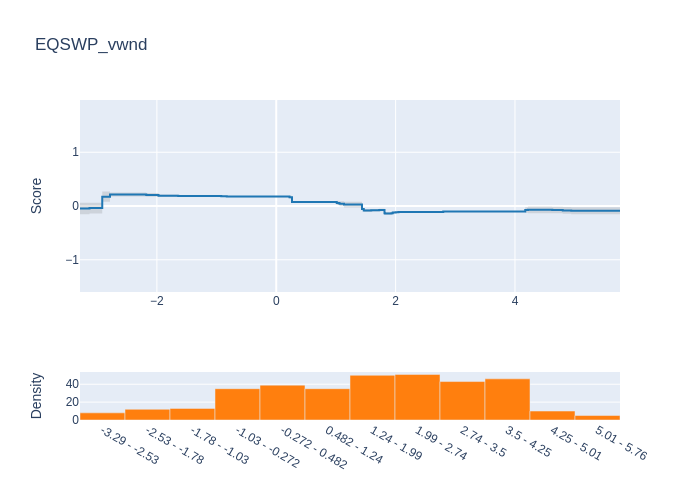 EQSWP_vwnd
Score
1
0
−1
−2
0
2
4
Density
40
20
0
-3.29 - -2.53
-2.53 - -1.78
-1.78 - -1.03
-1.03 - -0.272
-0.272 - 0.482
0.482 - 1.24
1.24 - 1.99
1.99 - 2.74
2.74 - 3.5
3.5 - 4.25
4.25 - 5.01
5.01 - 5.76